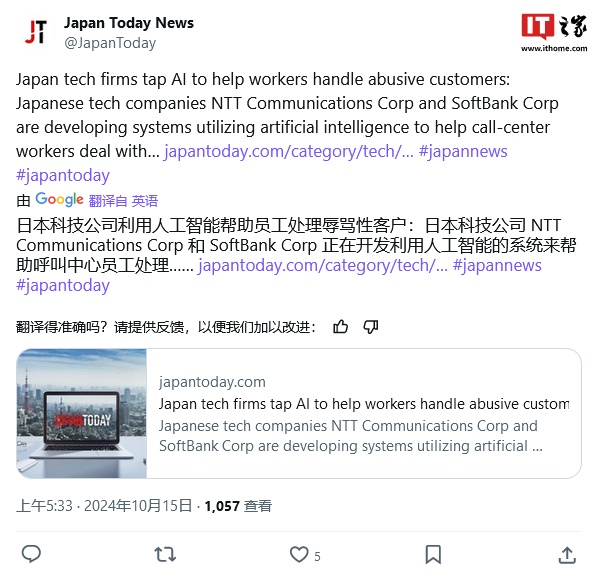 Japan Today News
@JapanToday
IT之家
www.ithome.com
Japan tech firms tap AI to help workers handle abusive customers:
Japanese tech companies NTT Communications Corp and SoftBank Corp
are developing systems utilizing artificial intelligence to help call-center
workers deal with... japantoday.com/category/tech/... #japannews
#japantoday
由 Google 翻译自 英语
日本科技公司利用人工智能帮助员工处理辱骂性客户：日本科技公司 NTT
Communications Corp 和 SoftBank Corp 正在开发利用人工智能的系统来帮
助呼叫中心员工处理...... japantoday.com/category/tech/... #japannews
#japantoday
翻译得准确吗？请提供反馈，以便我们加以改进：
JAPANTODAY
japantoday.com
Japan tech firms tap AI to help workers handle abusive custom
Japanese tech companies NTT Communications Corp and
SoftBank Corp are developing systems utilizing artificial ...
上午5:33 · 2024年10月15日 · 1,057 查看
5